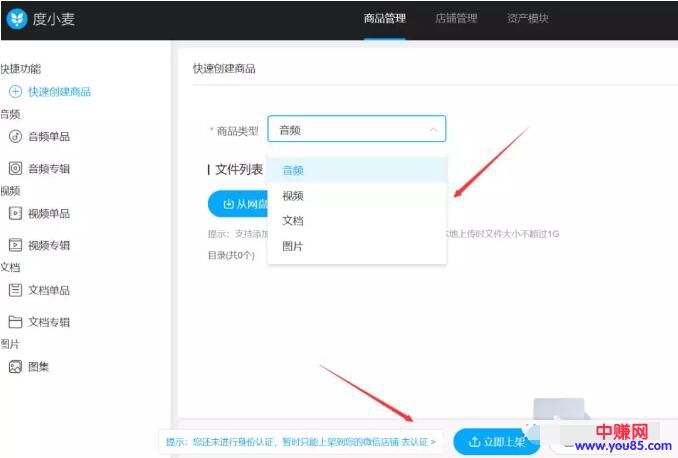 度小麦
商品管理
店铺管理
资产模块
快捷功能
快速创建商品
音频
音频单品
音频专辑
视频
视频单品
视频专辑
文档
文档单品
文档专辑
图片
图集
快速创建商品
* 商品类型
音频
音频
视频
文档
图片
文件列表
从网盘
提示：支持添加
地上传时文件大小不超过1G
目录(共0个)
提示：您还未进行身份认证，暂时只能上架到您的微信店铺 去认证 >
立即上架
中赚网
www.you85.com